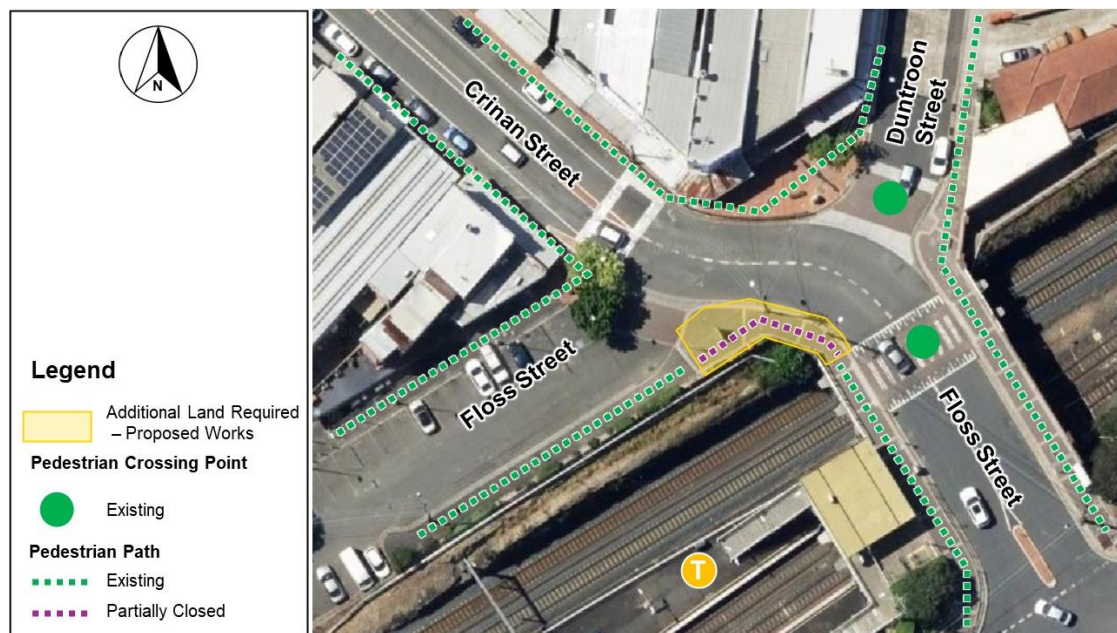 N
Legend
Additional Land Required
– Proposed Works
Pedestrian Crossing Point
Existing
Pedestrian Path
Existing
Partially Closed
Crinan Street
Duntroon
Street
Floss Street
Floss Street
T